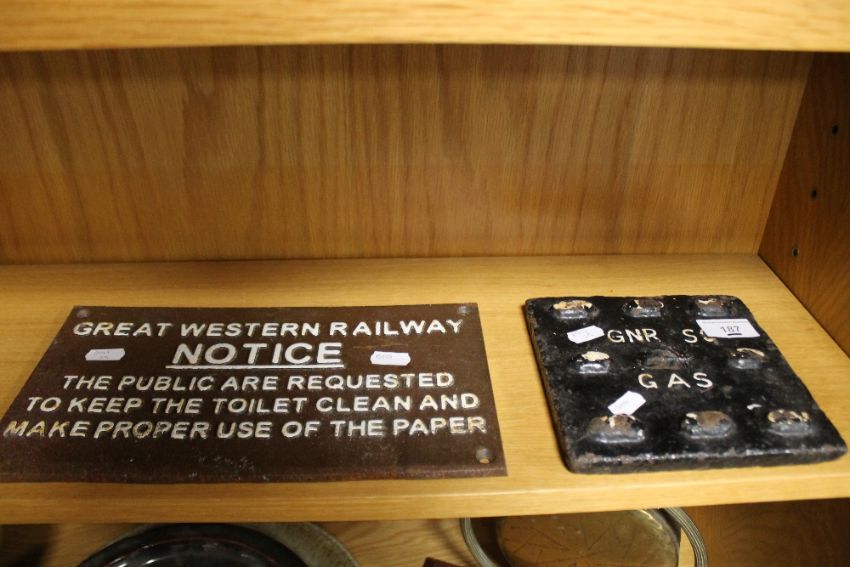 GREAT WESTERN RAILWAY
NOTICE
THE PUBLIC ARE REQUESTED
TO KEEP THE TOILET CLEAN AND
MAKE PROPER USE OF THE PAPER
187
GNR
GAS